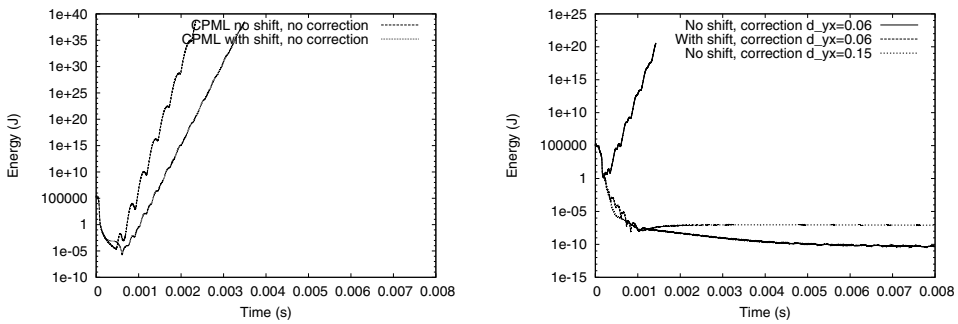 CPML no shift, no correction
CPML with shift, no correction
1e+40
1e+35
1e+30
1e+25
1e+20
1e+15
1e+10
100000
1
1e-05
1e-10
Energy (J)
0 0.001 0.002 0.003 0.004 0.005 0.006 0.007 0.008
Time (s)
No shift, correction d_yx=0.06
With shift, correction d_yx=0.06
No shift, correction d_yx=0.15
1e+25
1e+20
1e+15
1e+10
100000
1
1e-05
1e-10
1e-15
Energy (J)
0 0.001 0.002 0.003 0.004 0.005 0.006 0.007 0.008
Time (s)